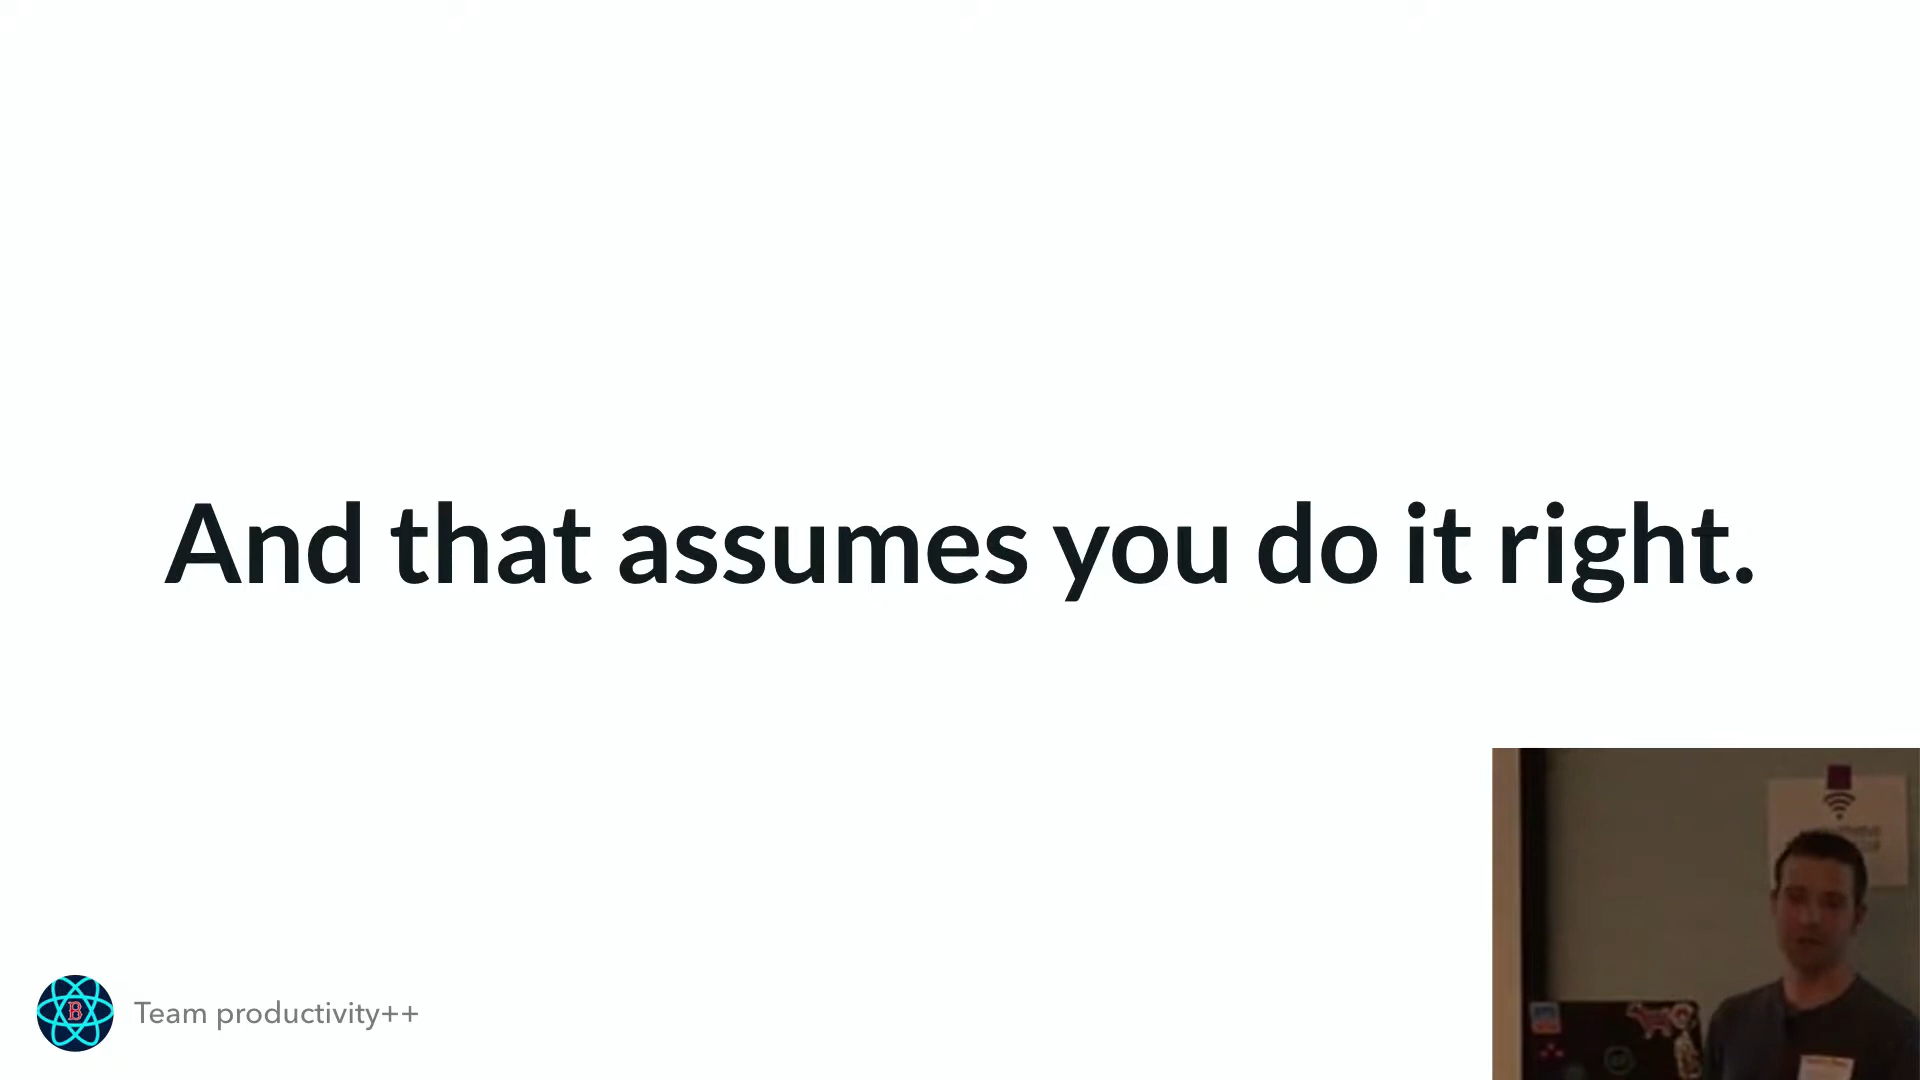 And that assumes you do it right.
B
Team productivity++